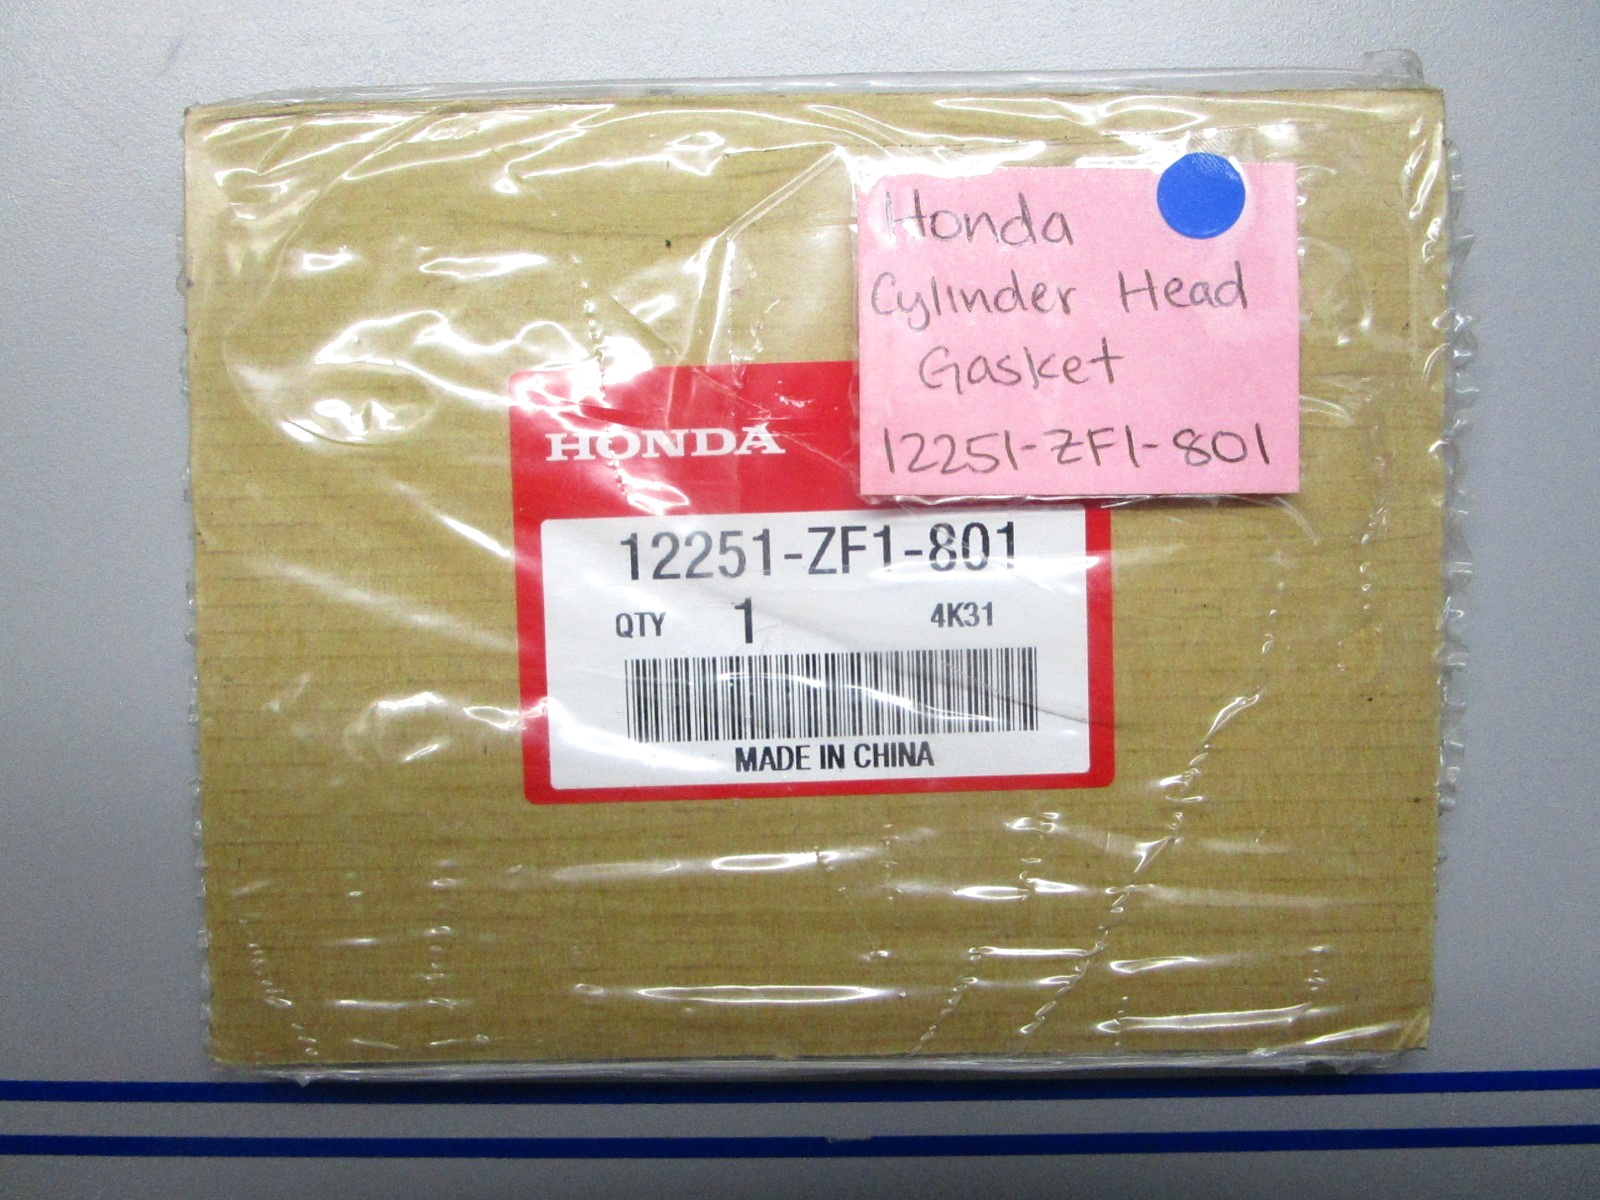 Honda
Cylinder Head
Gasket
12251-ZF1-801
HONDA
12251-ZF1-801
QTY 1 4K31
MADE IN CHINA